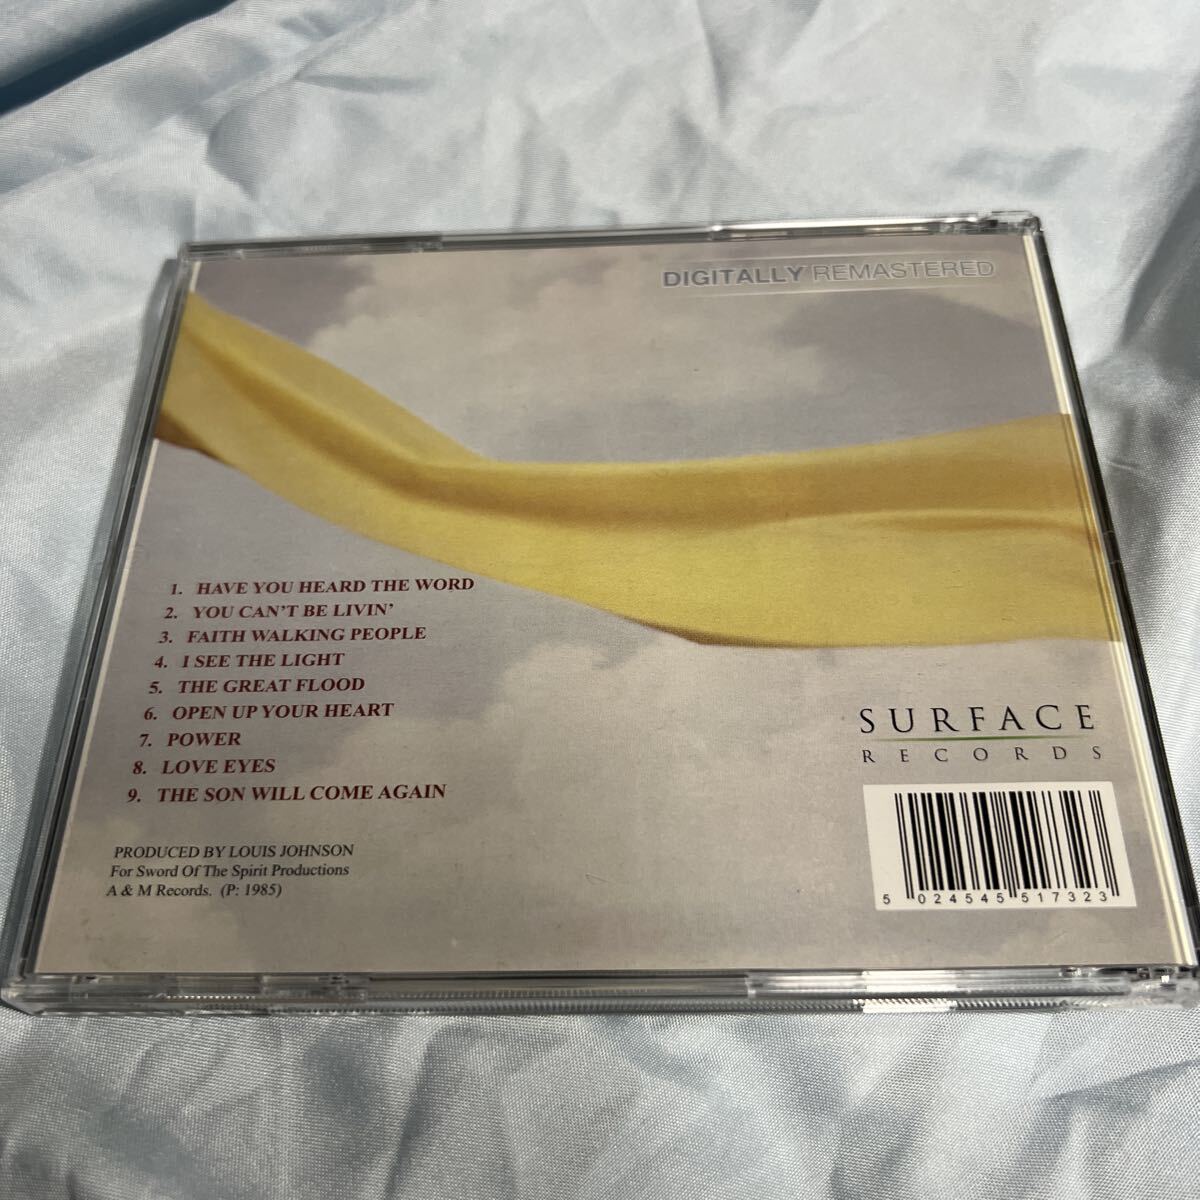 DIGITALLY REMASTERED
1. HAVE YOU HEARD THE WORD
2. YOU CAN'T BE LIVIN'
3. FAITH WALKING PEOPLE
4. I SEE THE LIGHT
5. THE GREAT FLOOD
6. OPEN UP YOUR HEART
7. POWER
8. LOVE EYES
9. THE SON WILL COME AGAIN
PRODUCED BY LOUIS JOHNSON
For Sword Of The Spirit Productions
A & M Records. (P: 1985)
SURFACE
RECORDS
5 024545 517323